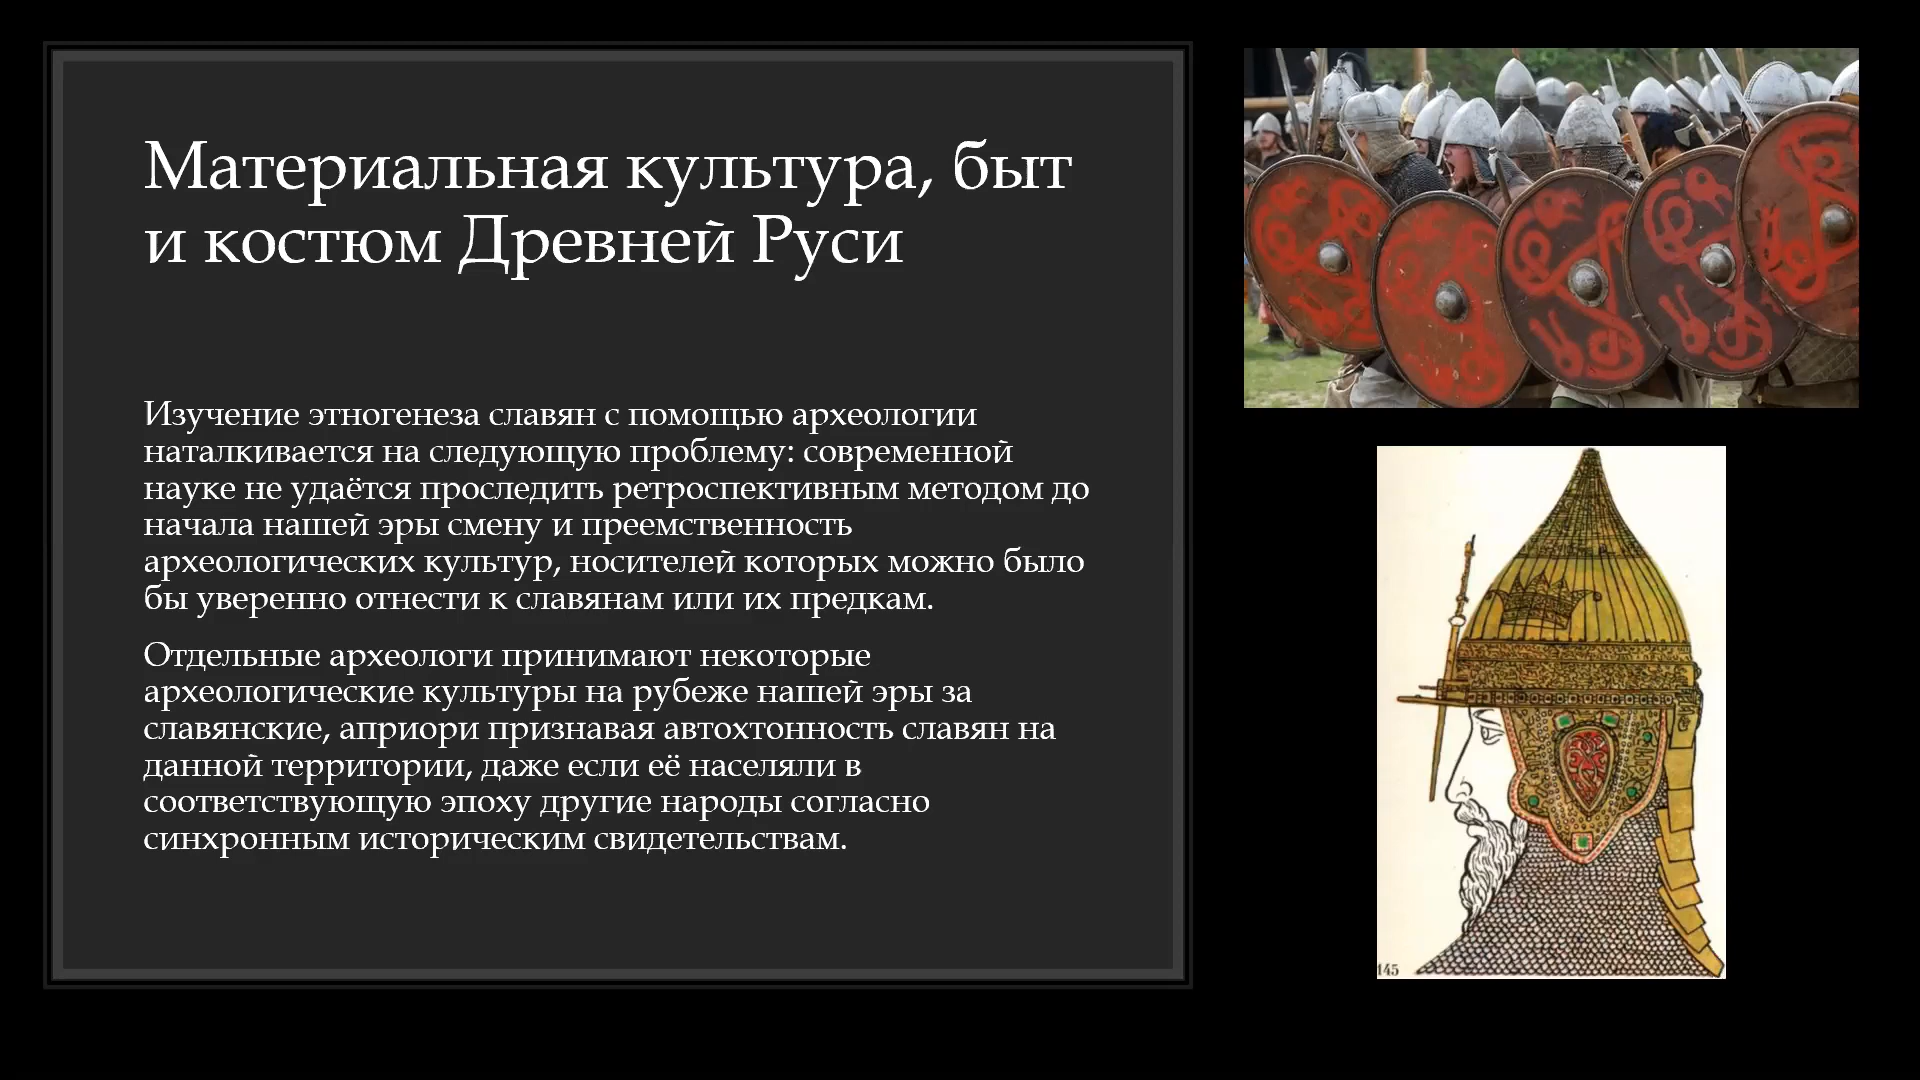 Материальная культура, быт
и костюм Древней Руси
Изучение этногенеза славян с помощью археологии
наталкивается на следующую проблему: современной
науке не удаётся проследить ретроспективным методом до
начала нашей эры смену и преемственность
археологических культур, носителей которых можно было
бы уверенно отнести к славянам или их предкам.
Отдельные археологи принимают некоторые
археологические культуры на рубеже нашей эры за
славянские, априори признавая автохтонность славян на
данной территории, даже если её населяли в
соответствующую эпоху другие народы согласно
синхронным историческим свидетельствам.
145